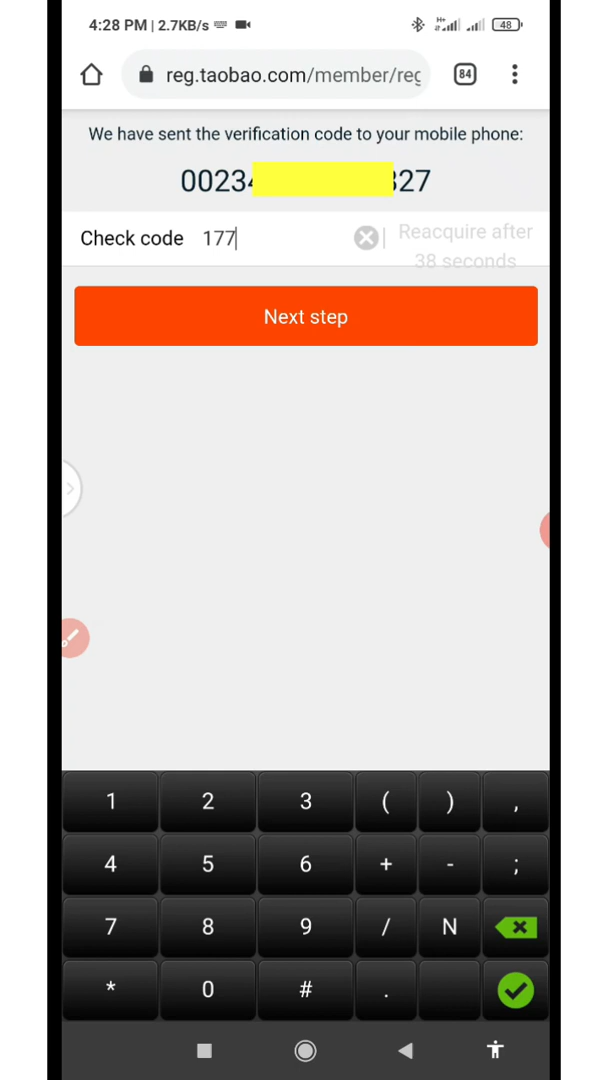 4:28 PM | 2.7KB/s H+ 48
reg.taobao.com/member/reg 84
We have sent the verification code to your mobile phone:
0023 327
Check code 177 Reacquire after
38 seconds
Next step
1 2 3 ( ) ,
4 5 6 + - ;
7 8 9 / N
* 0 # .